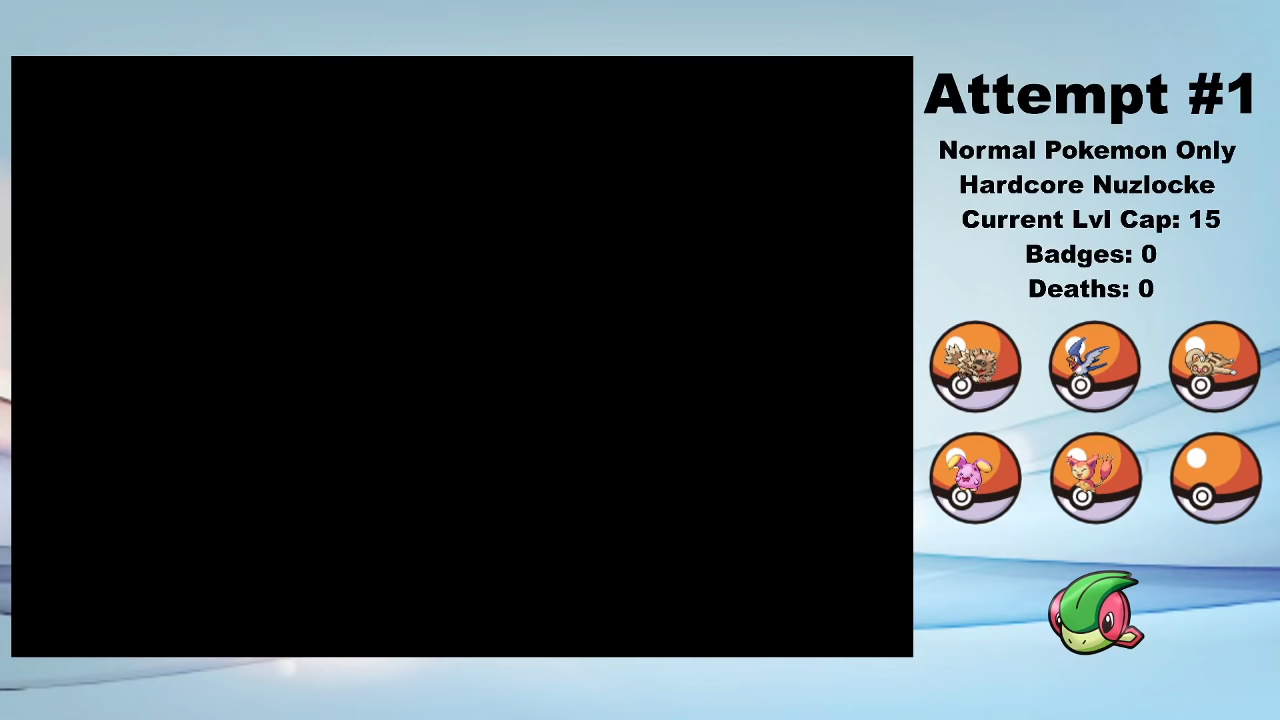 Attempt #1
Normal Pokemon Only
Hardcore Nuzlocke
Current Lvl Cap: 15
Badges: 0
Deaths: 0